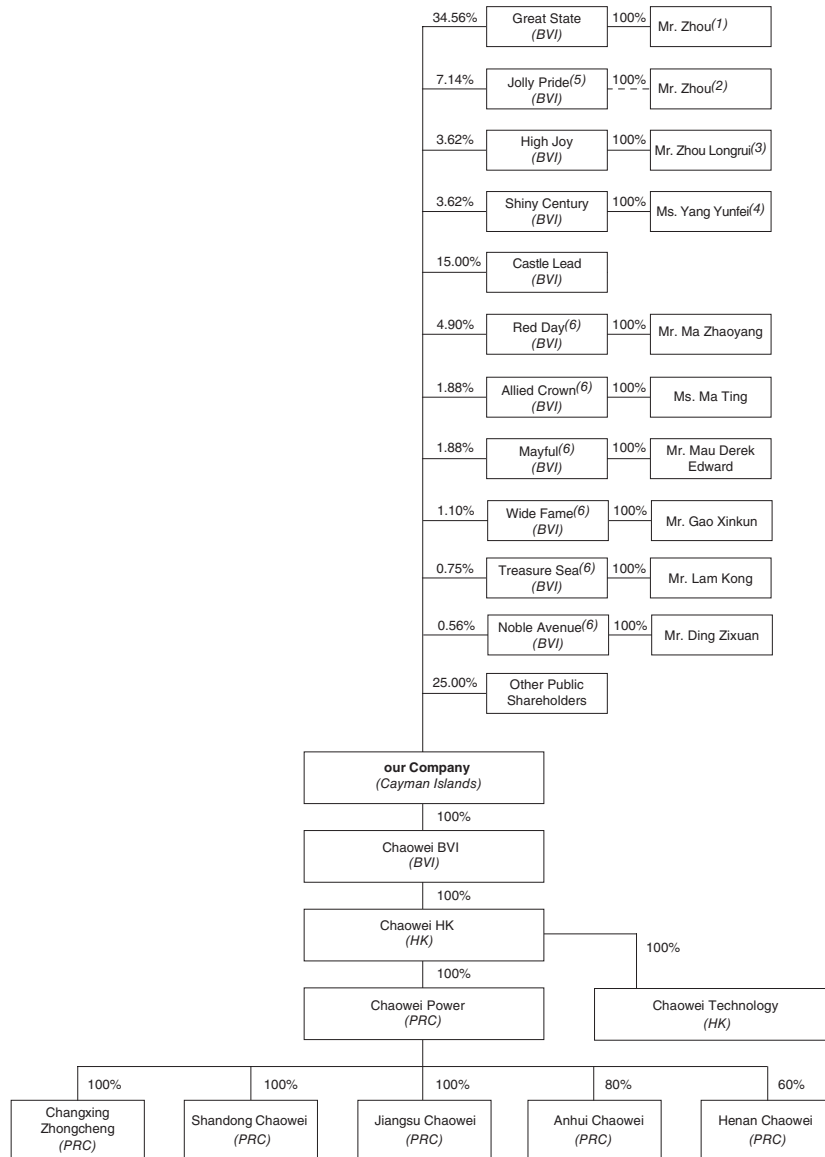 34.56%
Great State
(BVI)
100%
Mr. Zhou(1)
7.14%
Jolly Pride(5)
(BVI)
100%
Mr. Zhou(2)
3.62%
High Joy
(BVI)
100%
Mr. Zhou Longrui(3)
3.62%
Shiny Century
(BVI)
100%
Ms. Yang Yunfei(4)
15.00%
Castle Lead
(BVI)
4.90%
Red Day(6)
(BVI)
100%
Mr. Ma Zhaoyang
1.88%
Allied Crown(6)
(BVI)
100%
Ms. Ma Ting
1.88%
Mayful(6)
(BVI)
100%
Mr. Mau Derek
Edward
1.10%
Wide Fame(6)
(BVI)
100%
Mr. Gao Xinkun
0.75%
Treasure Sea(6)
(BVI)
100%
Mr. Lam Kong
0.56%
Noble Avenue(6)
(BVI)
100%
Mr. Ding Zixuan
25.00%
Other Public
Shareholders
our Company
(Cayman Islands)
100%
Chaowei BVI
(BVI)
100%
Chaowei HK
(HK)
100%
100%
Chaowei Power
(PRC)
Chaowei Technology
(HK)
100%
Changxing
Zhongcheng
(PRC)
100%
Shandong Chaowei
(PRC)
100%
Jiangsu Chaowei
(PRC)
80%
Anhui Chaowei
(PRC)
60%
Henan Chaowei
(PRC)